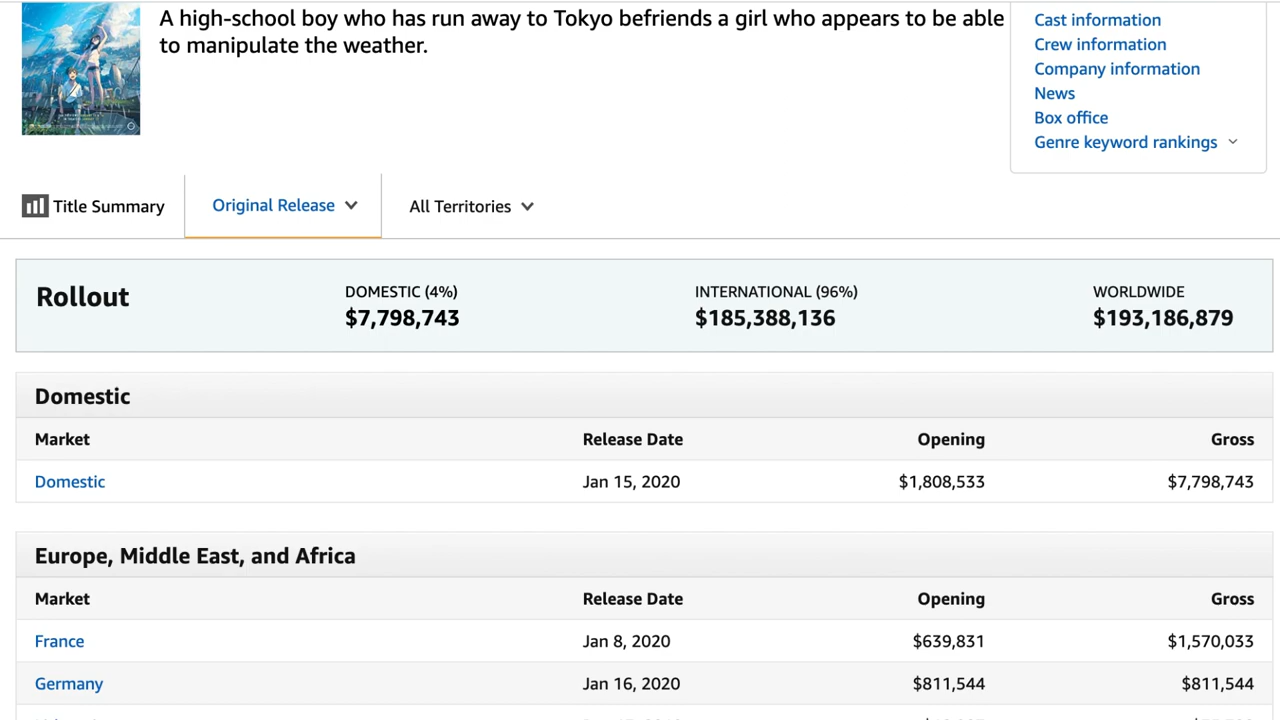 A high-school boy who has run away to Tokyo befriends a girl who appears to be able
to manipulate the weather.
Cast information
Crew information
Company information
News
Box office
Genre keyword rankings
Title Summary
Original Release
All Territories
Rollout
DOMESTIC (4%)
$7,798,743
INTERNATIONAL (96%)
$185,388,136
WORLDWIDE
$193,186,879
Domestic
Market Release Date Opening Gross
Domestic Jan 15, 2020 $1,808,533 $7,798,743
Europe, Middle East, and Africa
Market Release Date Opening Gross
France Jan 8, 2020 $639,831 $1,570,033
Germany Jan 16, 2020 $811,544 $811,544